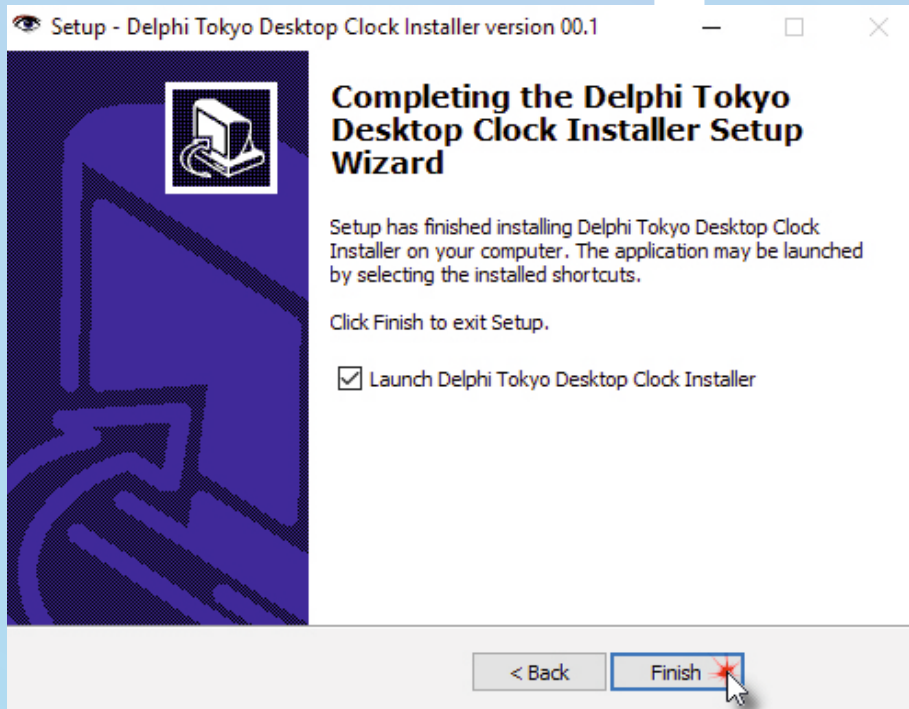 Setup - Delphi Tokyo Desktop Clock Installer version 00.1
Completing the Delphi Tokyo
Desktop Clock Installer Setup
Wizard
Setup has finished installing Delphi Tokyo Desktop Clock
Installer on your computer. The application may be launched
by selecting the installed shortcuts.
Click Finish to exit Setup.
Launch Delphi Tokyo Desktop Clock Installer
< Back Finish